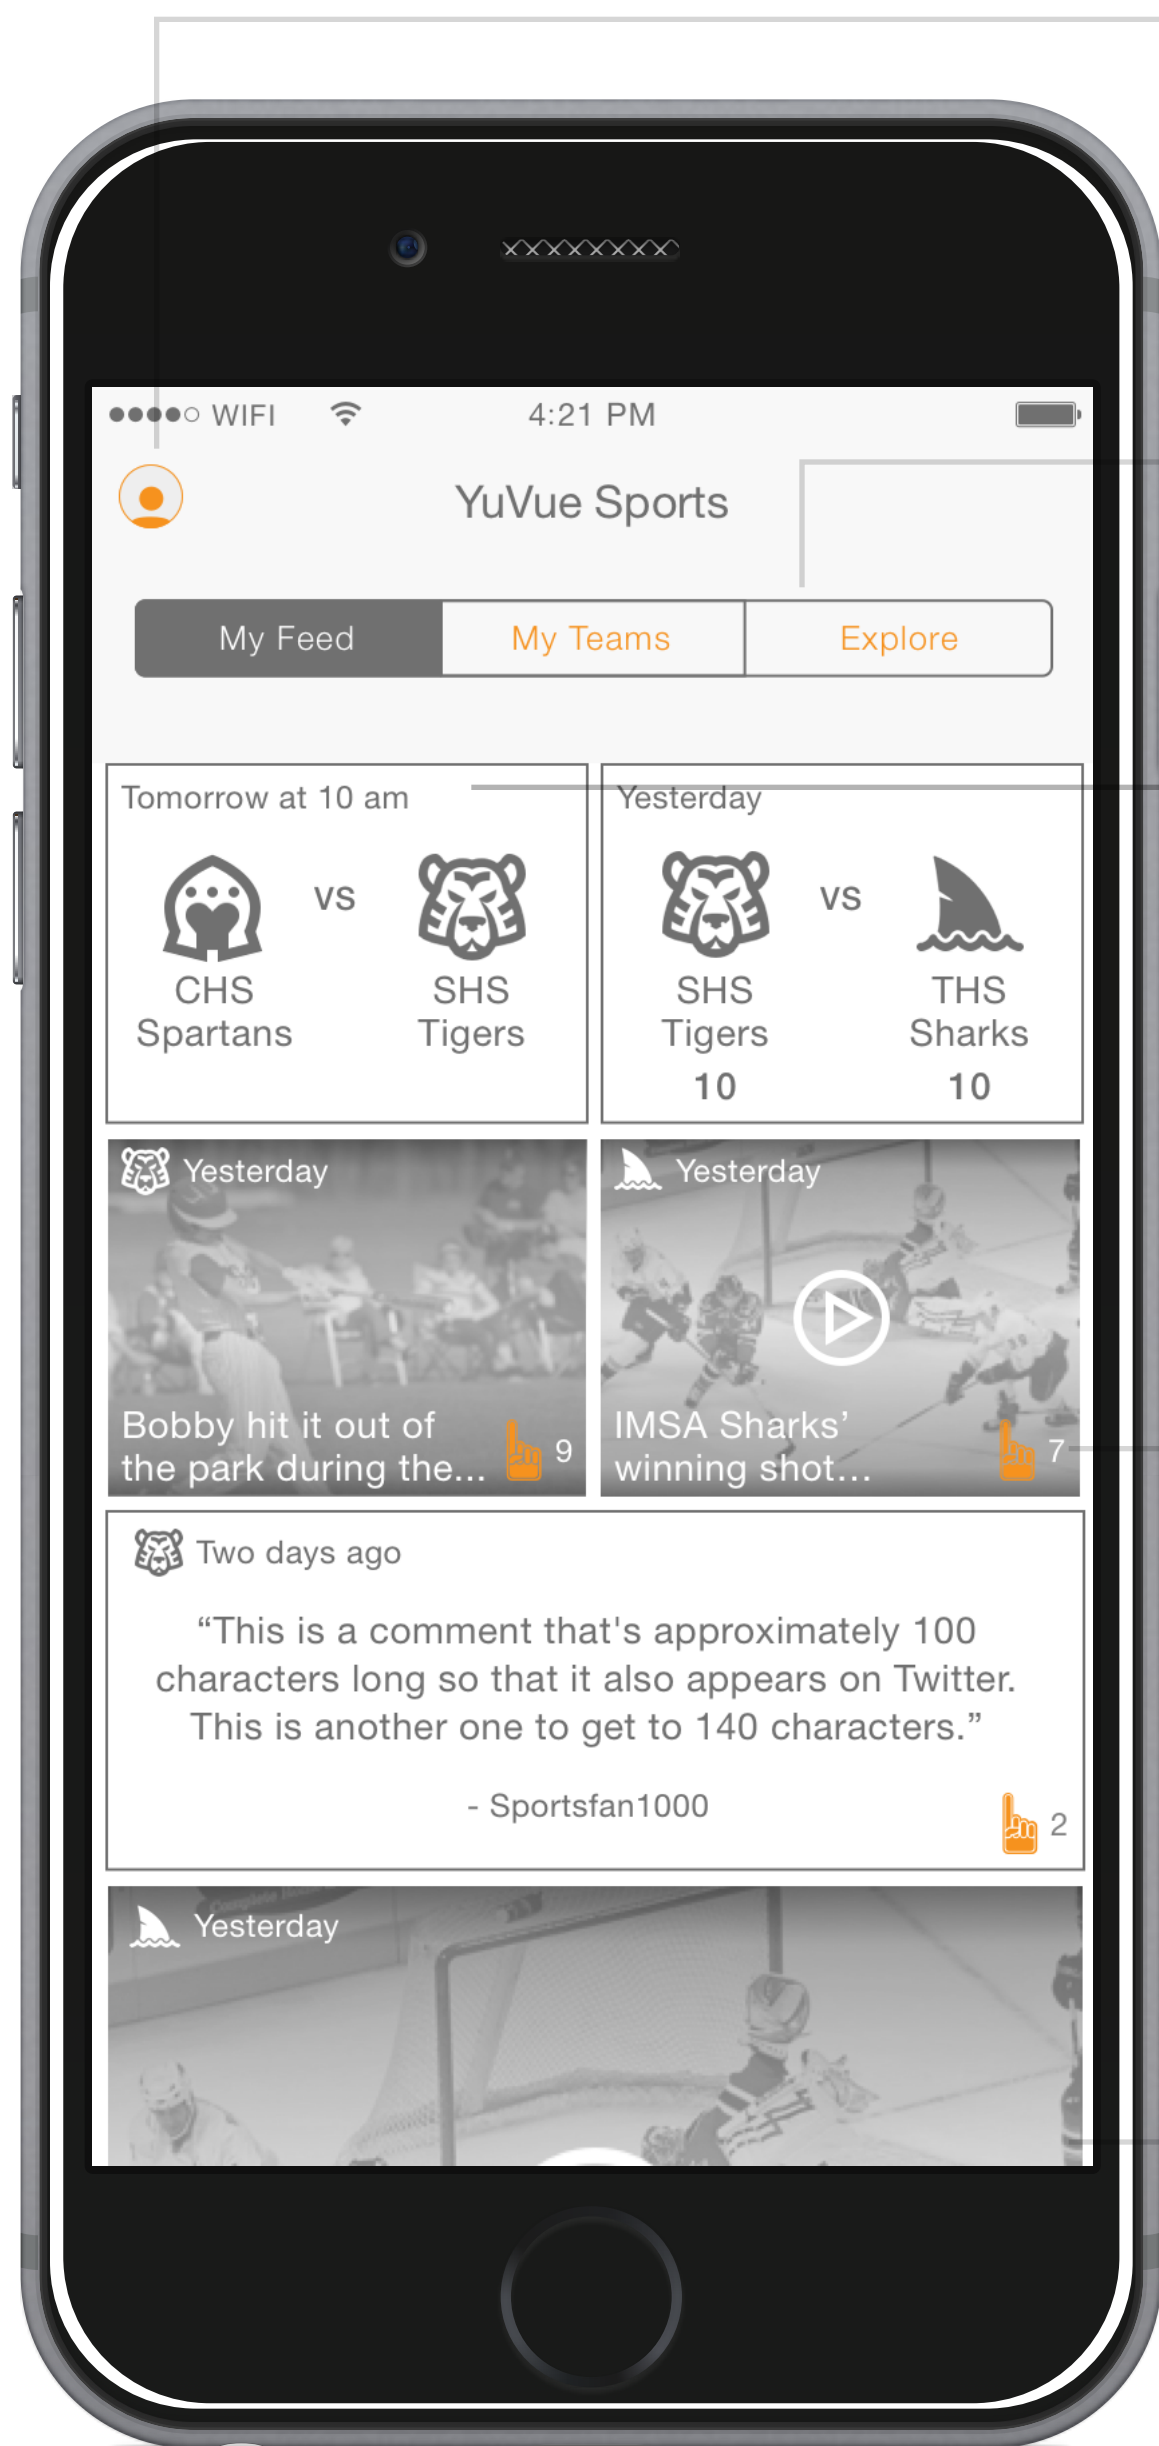 WIFI
4:21 PM
YuVue Sports
My Feed
My Teams
Explore
Tomorrow at 10 am
vs
CHS
Spartans
SHS
Tigers
Yesterday
vs
SHS
Tigers
10
THS
Sharks
10
Yesterday
Bobby hit it out of
the park during the...
9
Yesterday
IMSA Sharks’
winning shot...
7
Two days ago
“This is a comment that's approximately 100
characters long so that it also appears on Twitter.
This is another one to get to 140 characters.”
- Sportsfan1000
2
Yesterday